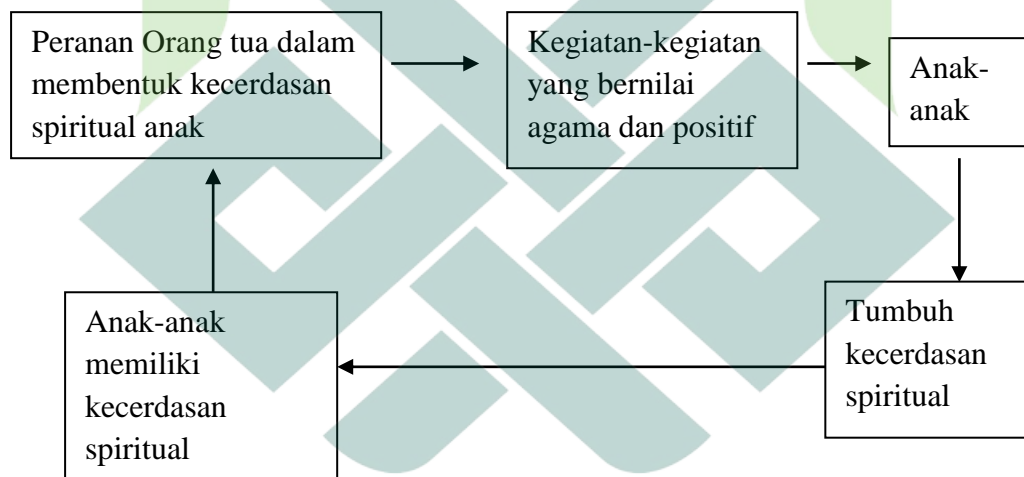 Peranan Orang tua dalam
membentuk kecerdasan
spiritual anak
Kegiatan-kegiatan
yang bernilai
agama dan positif
Anak-
anak
Tumbuh
kecerdasan
spiritual
Anak-anak
memiliki
kecerdasan
spiritual